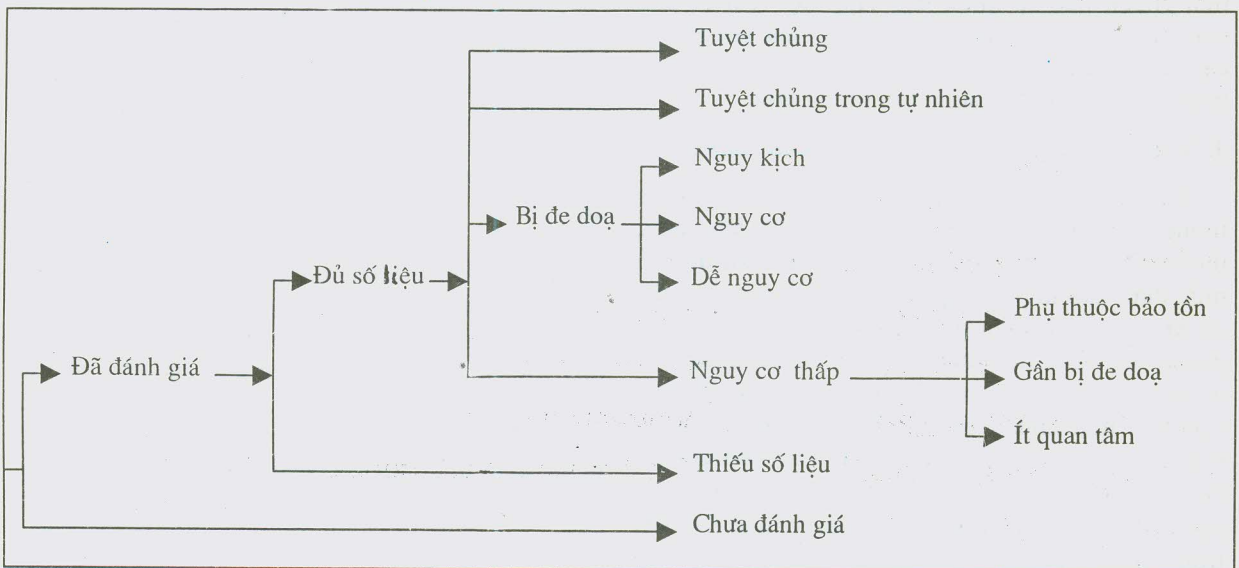 Tuyệt chủng
Tuyệt chủng trong tự nhiên
Nguy kịch
Bị đe doạ
Nguy cơ
Đủ số liệu
Dễ nguy cơ
Phụ thuộc bảo tồn
Đã đánh giá
Nguy cơ thấp
Gần bị đe doạ
Ít quan tâm
Thiếu số liệu
Chưa đánh giá